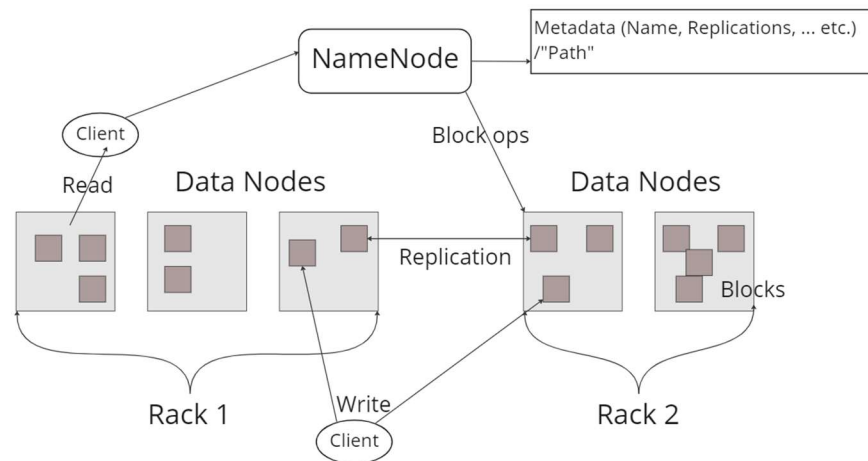 Metadata (Name, Replications, ... etc.)
/"Path"
NameNode
Client
Block ops
Read
Data Nodes
Data Nodes
Replication
Blocks
Rack 1
Write
Rack 2
Client